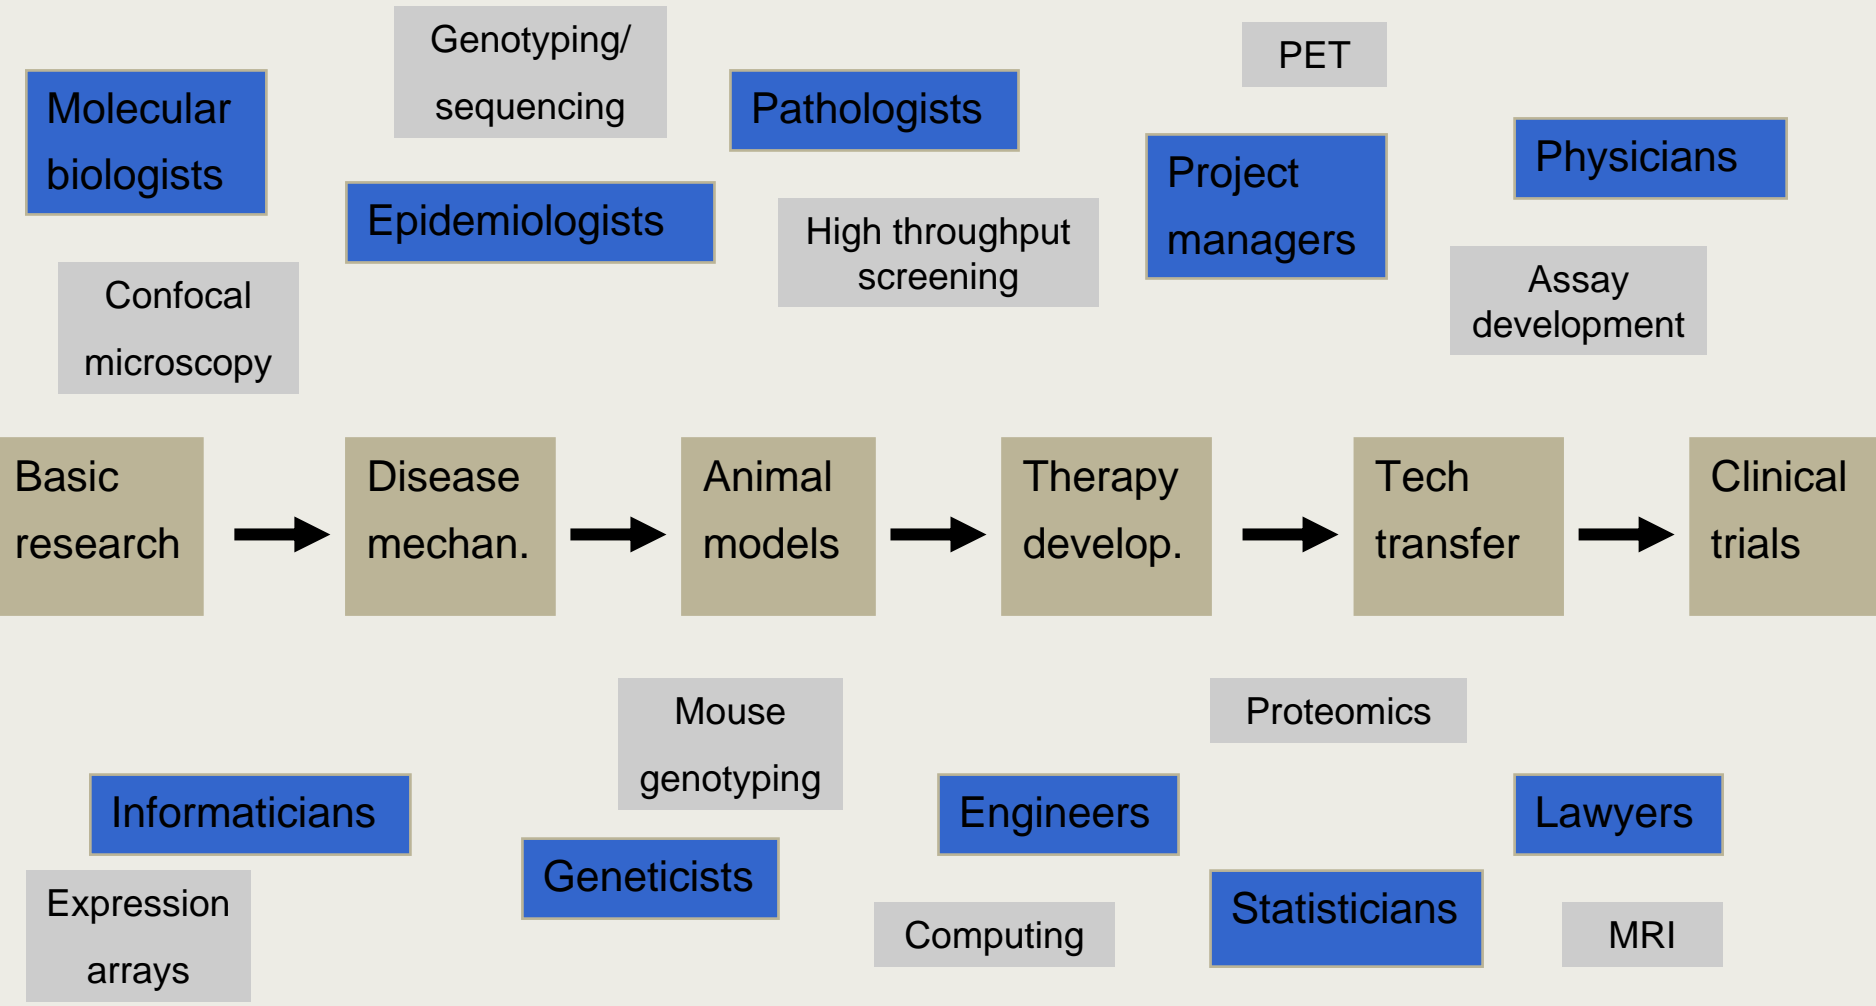 Genotyping/
sequencing
PET
Molecular
biologists
Pathologists
Physicians
Project
managers
Epidemiologists
High throughput
screening
Confocal
microscopy
Assay
development
Basic
research
Disease
mechan.
Animal
models
Therapy
develop.
Tech
transfer
Clinical
trials
Mouse
genotyping
Proteomics
Informaticians
Engineers
Lawyers
Geneticists
Statisticians
Expression
arrays
Computing
MRI